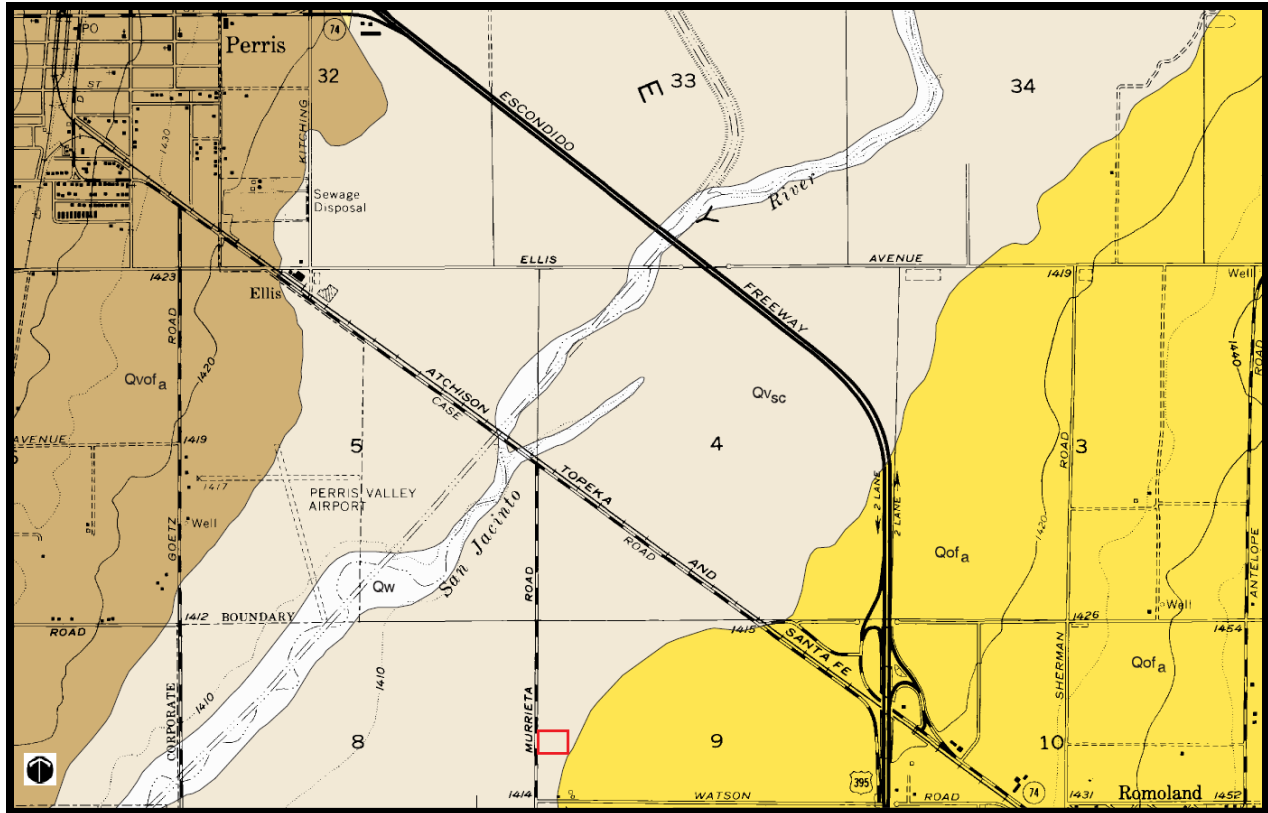 PO
Perris
74
32
33
34
E
ST
D
1430
KITCHING
ESCONDIDO
Sewage
Disposal
River
Y
ELLIS
AVENUE
1423
1419
Well
Ellis
FREEWAY
ROAD
1420
1440
ROAD
Qvofa
ATCHISON
CASE
Qvsc
AVENUE
1419
5
4
ROAD
3
1417
PERRIS VALLEY
AIRPORT
TOPEKA
2 LANE
2 LANE
Well
GOETZ
San Jacinto
ROAD
AND
1420
Qofa
ANTELOPE
Qw
ROAD
Well
1412
BOUNDARY
ROAD
1415
SANTA FE
1426
1454
SHERMAN
Qofa
1410
1410
CORPORATE
MURRIETA
8
9
10
395
74
1414
WATSON
ROAD
1431
Romoland
1452